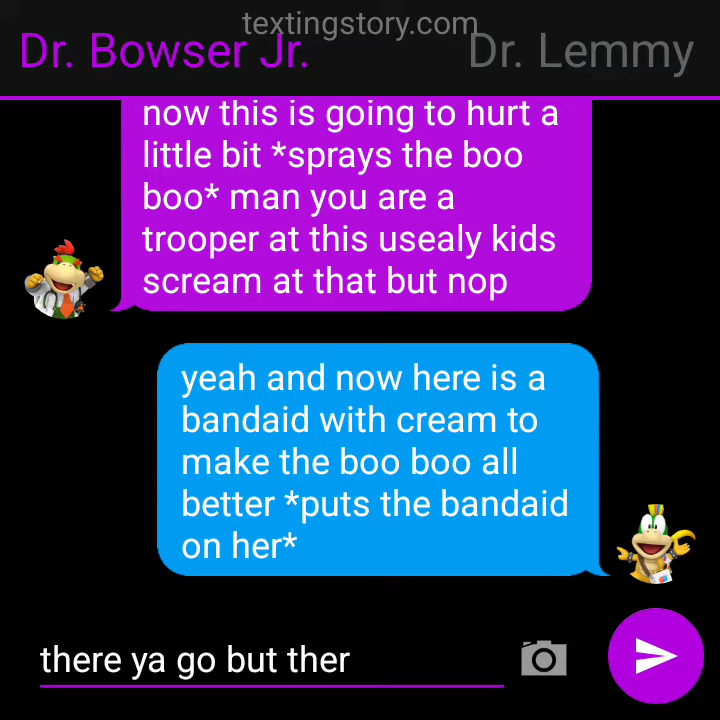 textingstory.com
Dr. Bowser Jr.
Dr. Lemmy
now this is going to hurt a
little bit *sprays the boo
boo* man you are a
trooper at this usealy kids
scream at that but nop
yeah and now here is a
bandaid with cream to
make the boo boo all
better *puts the bandaid
on her*
there ya go but ther